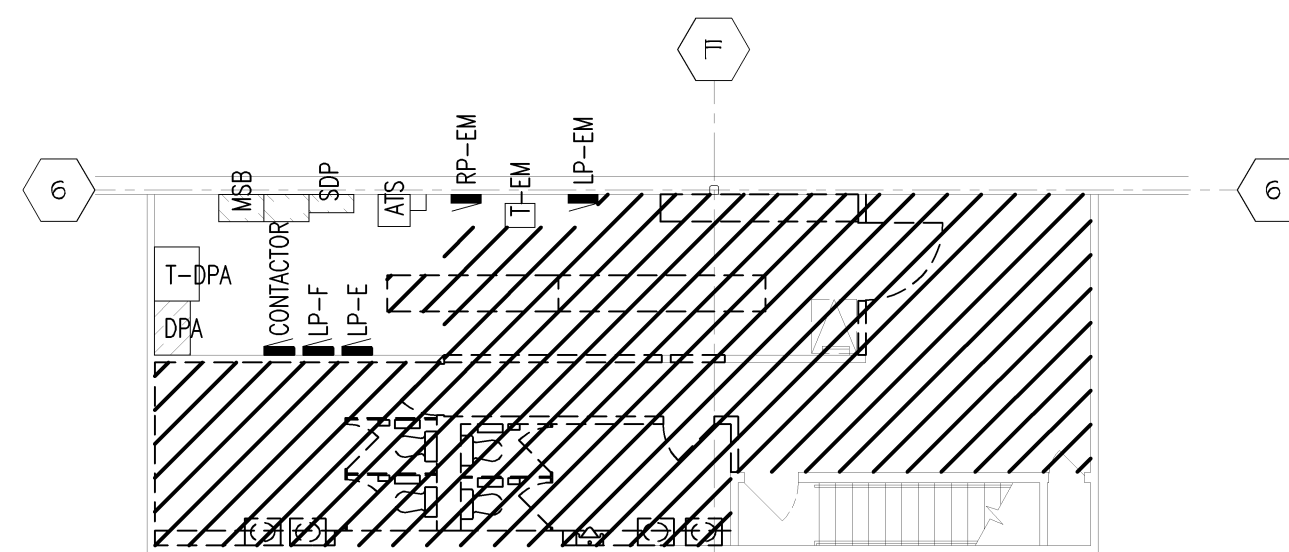 F
6
MSB
SDP
ATS
RP-EM
T-EM
LP-EM
6
T-DPA
CONTACTOR
LP-F
LP-E
DPA